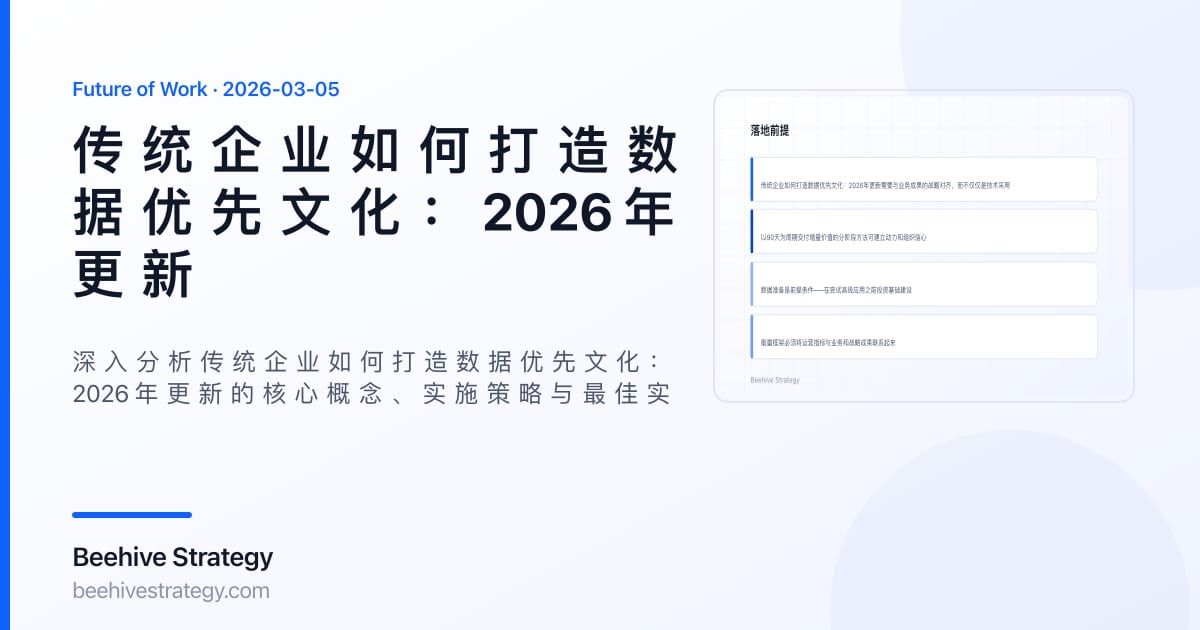 Future of Work · 2026-03-05
传统企业如何打造数
据优先文化：2026年
更新
深入分析传统企业如何打造数据优先文化：
2026年更新的核心概念、实施策略与最佳实
Beehive Strategy
beehivestrategy.com
落地前提
传统企业如何打造数据优先文化：2026年更新需要与业务成果的战略对齐，而不仅仅是技术采用
以90天为周期交付增量价值的分阶段方法可建立动力和组织信心
数据准备是前提条件——在尝试高级应用之前投资基础建设
衡量框架必须将运营指标与业务和战略成果联系起来
Beehive Strategy